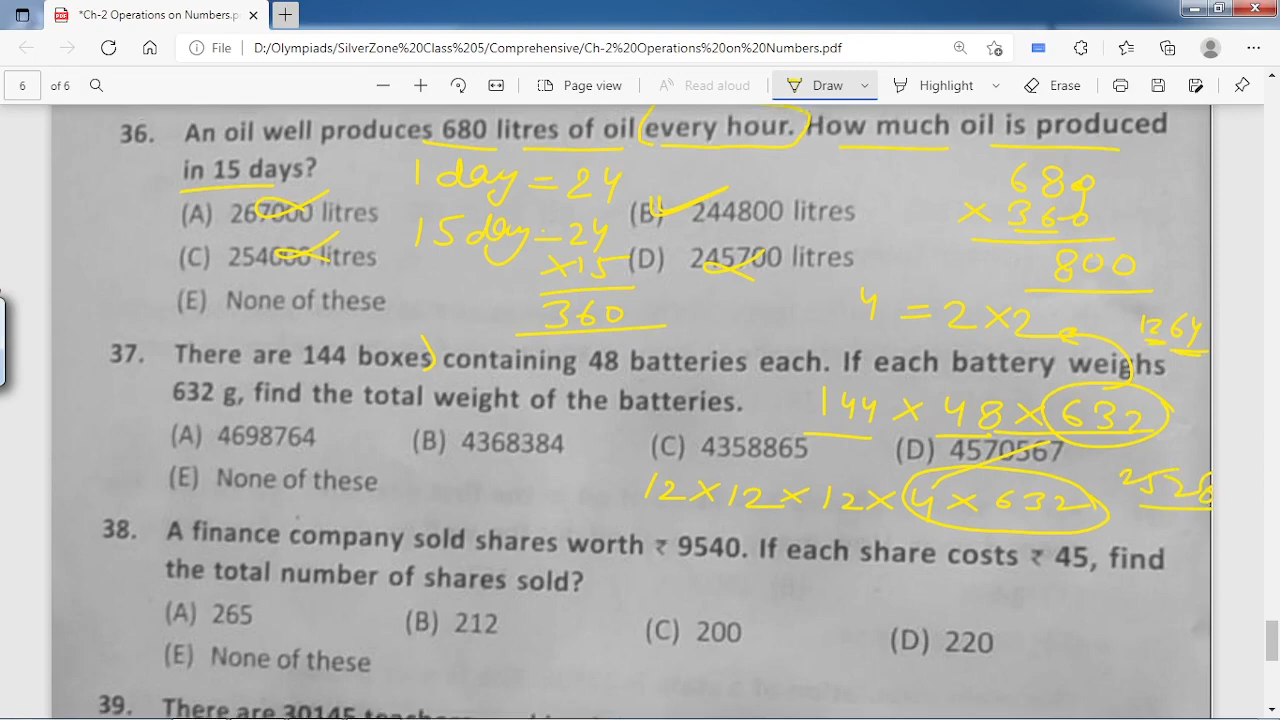 *Ch-2 Operations on Numbers.p
File D:/Olympiads/SilverZone%20Class%205/Comprehensive/Ch-2%20Operations%20on%20Numbers.pdf
6 of 6 Page view Read aloud Draw Highlight Erase
36. An oil well produces 680 litres of oil every hour. How much oil is produced
in 15 days?
1 day = 24
680
(A) 267000 litres (B) 244800 litres
× 360
15 day = 24
(C) 254000 litres (D) 245700 litres
×15
800
(E) None of these
360
4 = 2×2
1264
37. There are 144 boxes containing 48 batteries each. If each battery weighs
632 g, find the total weight of the batteries.
144 × 48 × 632
(A) 4698764 (B) 4368384 (C) 4358865 (D) 4570567
(E) None of these
12 × 12 × 12 × 4 × 632
2528
38. A finance company sold shares worth ₹ 9540. If each share costs ₹ 45, find
the total number of shares sold?
(A) 265 (B) 212 (C) 200 (D) 220
(E) None of these
39. There are 30145